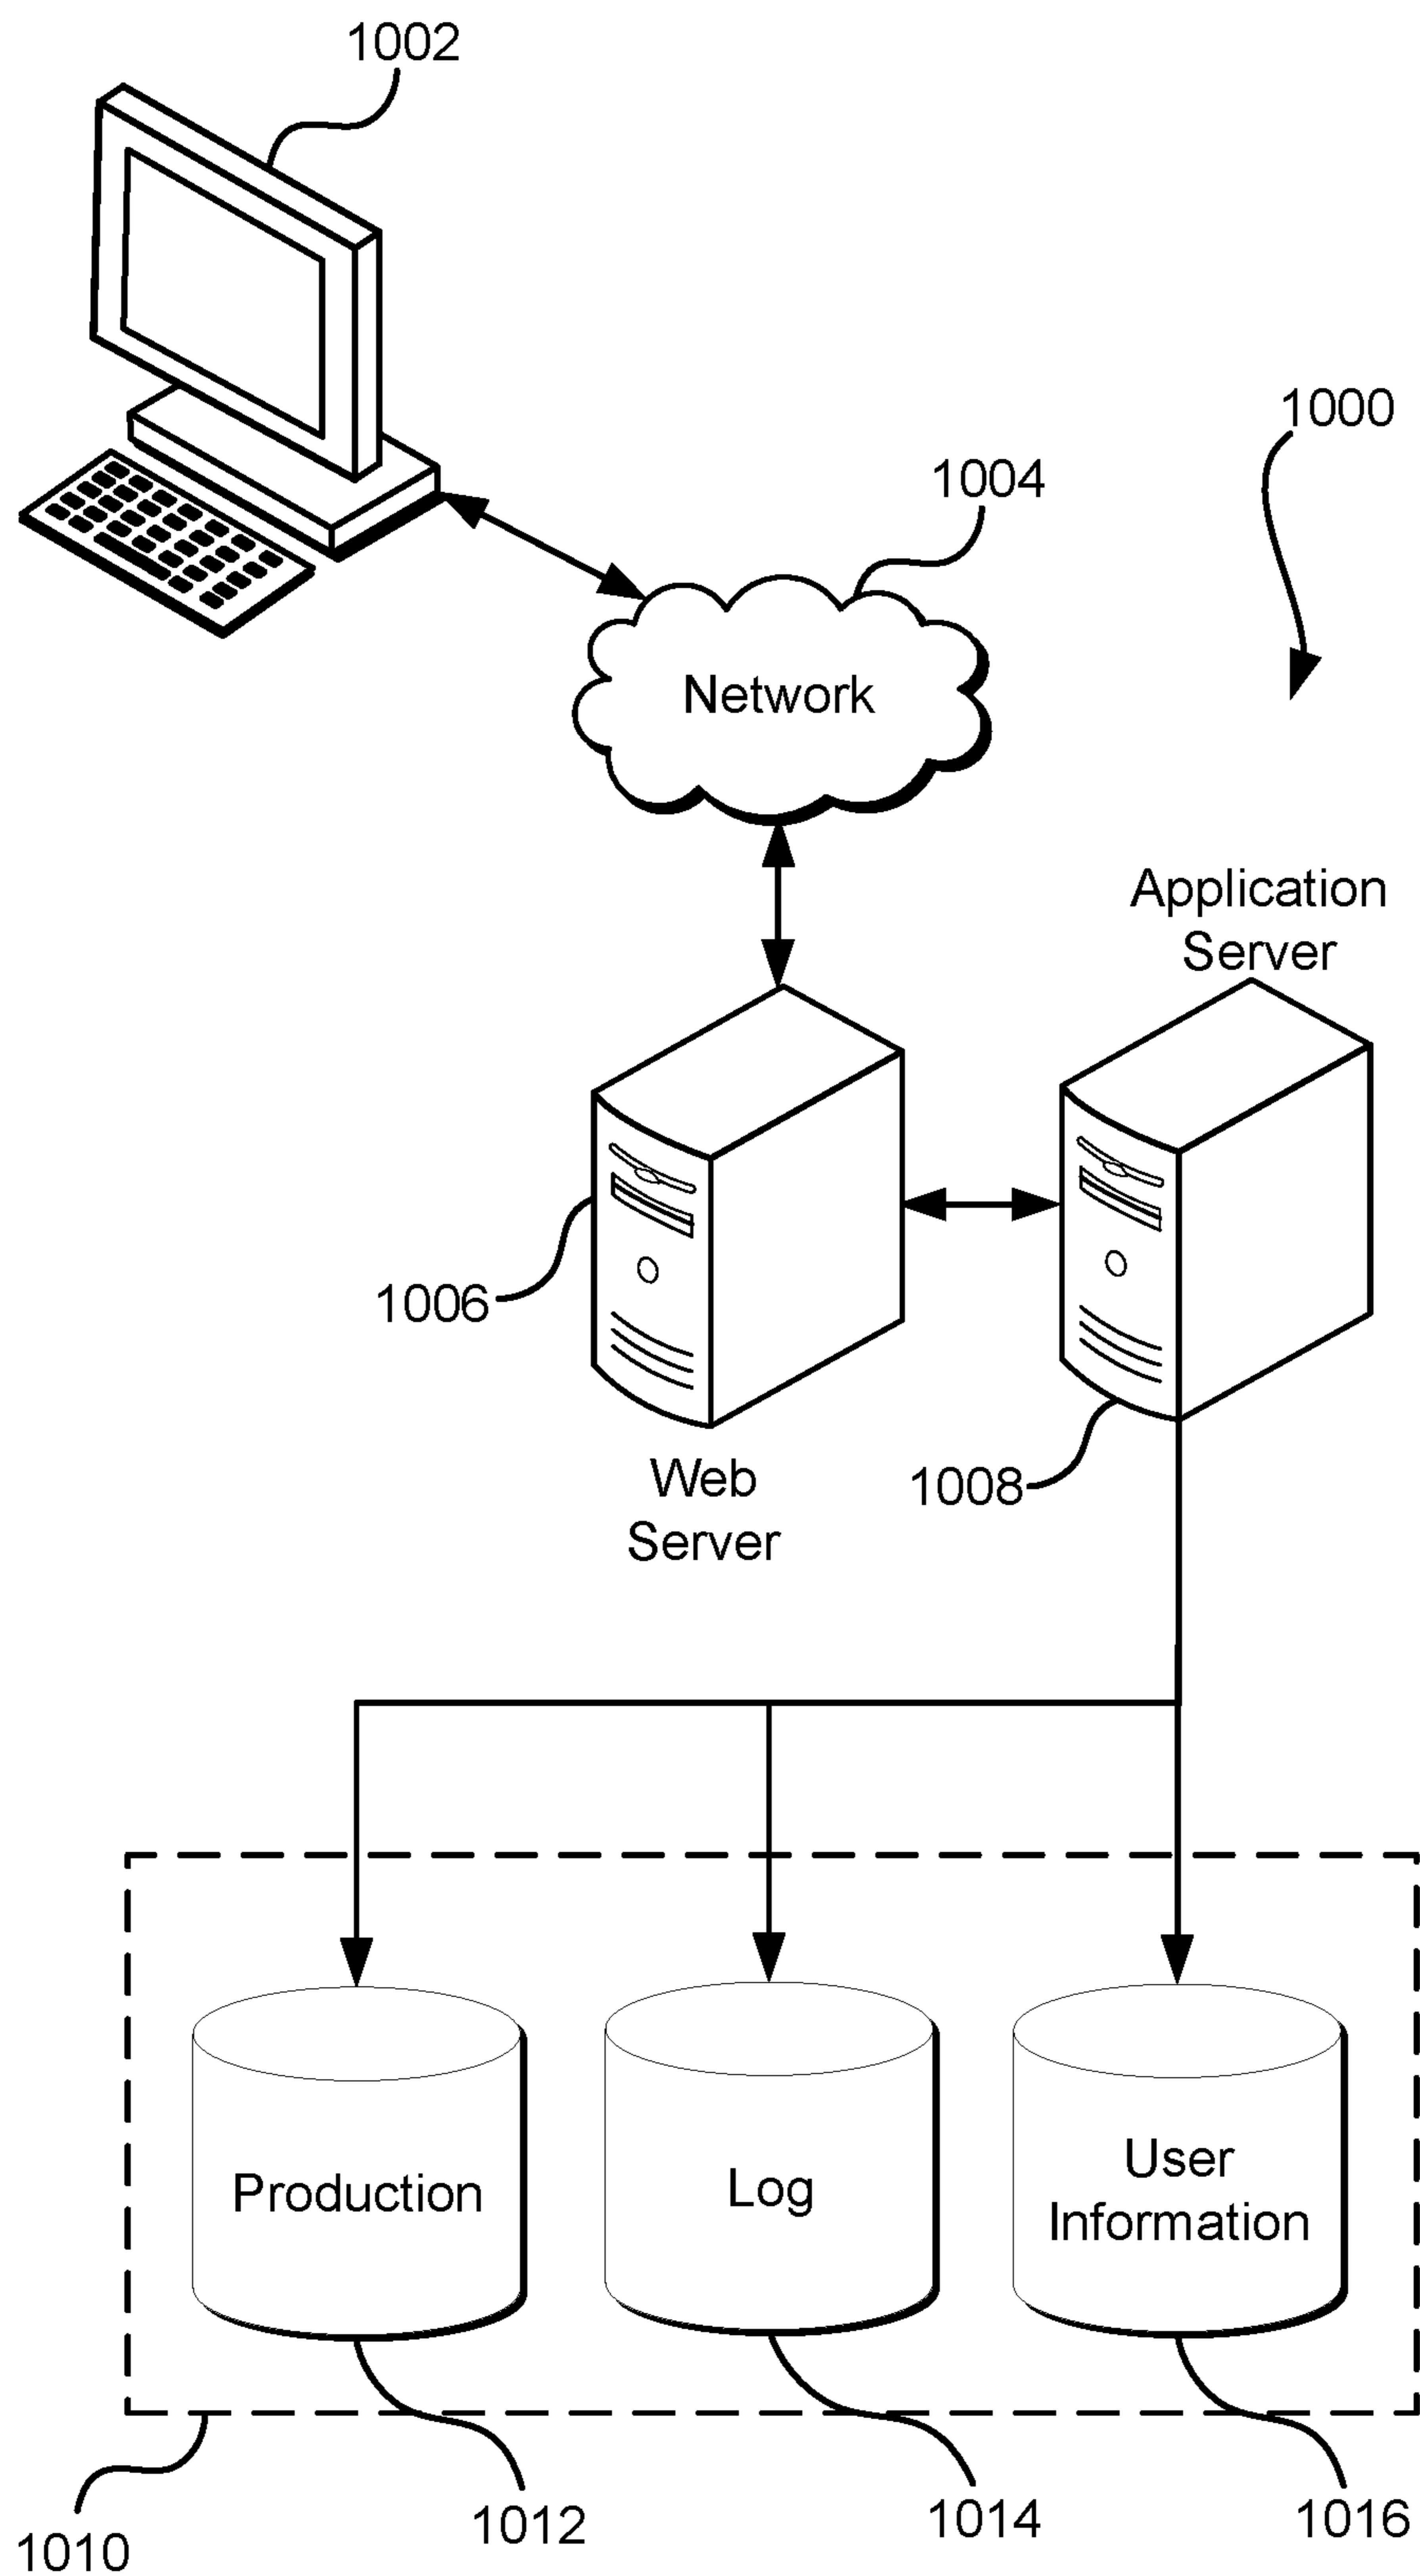 1002
1000
1004
Network
Application
Server
1006
Web
Server
1008
Production
Log
User
Information
1010
1012
1014
1016